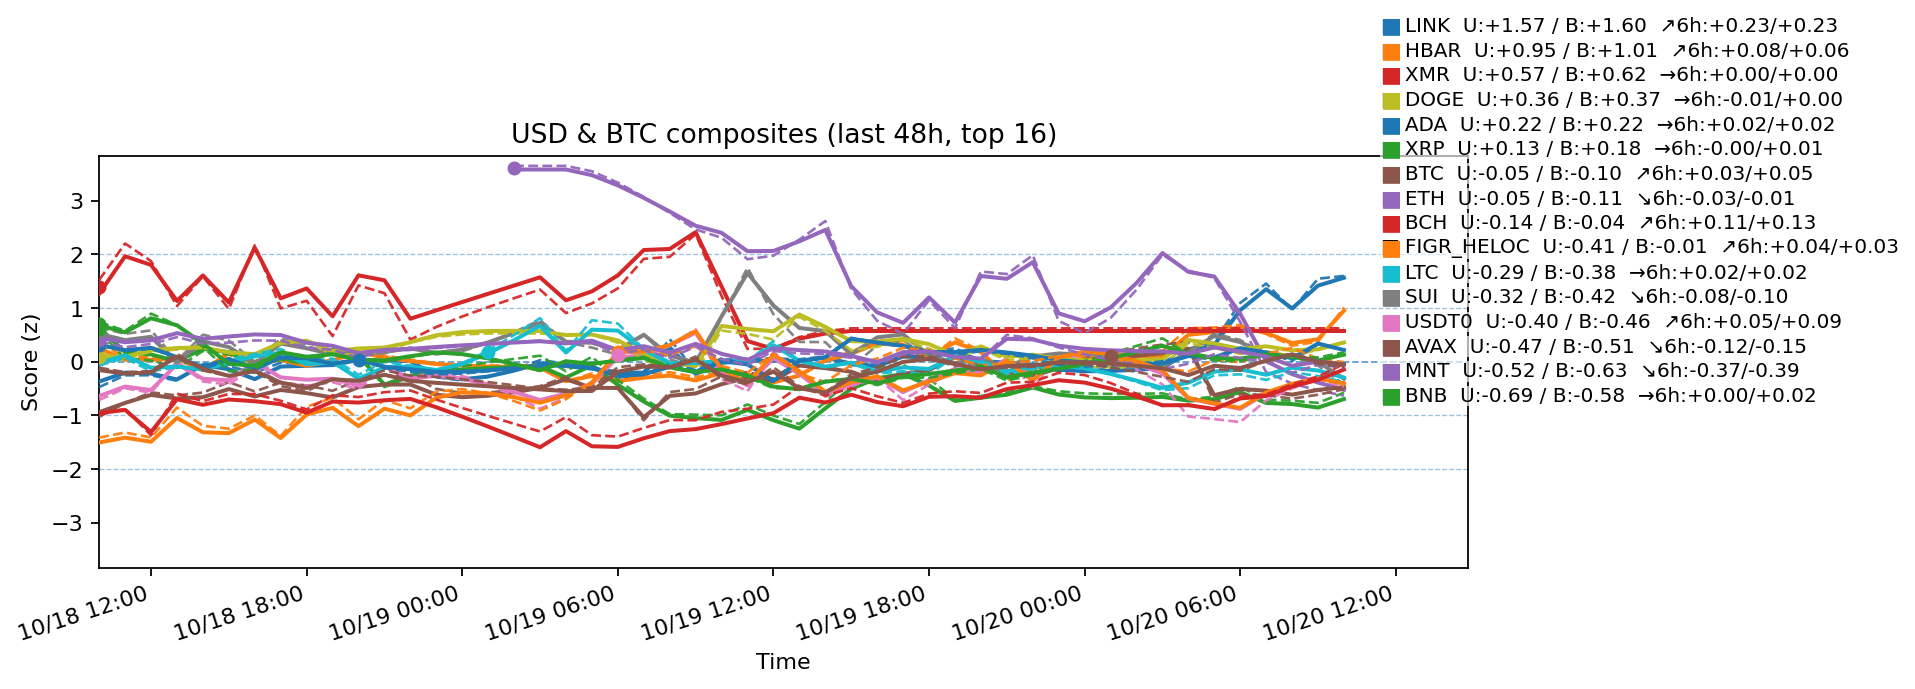 LINK U:+1.57 / B:+1.60 ↗6h:+0.23/+0.23
HBAR U:+0.95 / B:+1.01 ↗6h:+0.08/+0.06
XMR U:+0.57 / B:+0.62 →6h:+0.00/+0.00
DOGE U:+0.36 / B:+0.37 →6h:-0.01/+0.00
ADA U:+0.22 / B:+0.22 →6h:+0.02/+0.02
XRP U:+0.13 / B:+0.18 →6h:-0.00/+0.01
BTC U:-0.05 / B:-0.10 ↗6h:+0.03/+0.05
ETH U:-0.05 / B:-0.11 ↘6h:-0.03/-0.01
BCH U:-0.14 / B:-0.04 ↗6h:+0.11/+0.13
FIGR_HELOC U:-0.41 / B:-0.01 ↗6h:+0.04/+0.03
LTC U:-0.29 / B:-0.38 →6h:+0.02/+0.02
SUI U:-0.32 / B:-0.42 ↘6h:-0.08/-0.10
USDT0 U:-0.40 / B:-0.46 ↗6h:+0.05/+0.09
AVAX U:-0.47 / B:-0.51 ↘6h:-0.12/-0.15
MNT U:-0.52 / B:-0.63 ↘6h:-0.37/-0.39
BNB U:-0.69 / B:-0.58 →6h:+0.00/+0.02
USD & BTC composites (last 48h, top 16)
Score (z)
3
2
1
0
−1
−2
−3
10/18 12:00
10/18 18:00
10/19 00:00
10/19 06:00
10/19 12:00
10/19 18:00
10/20 00:00
10/20 06:00
10/20 12:00
Time